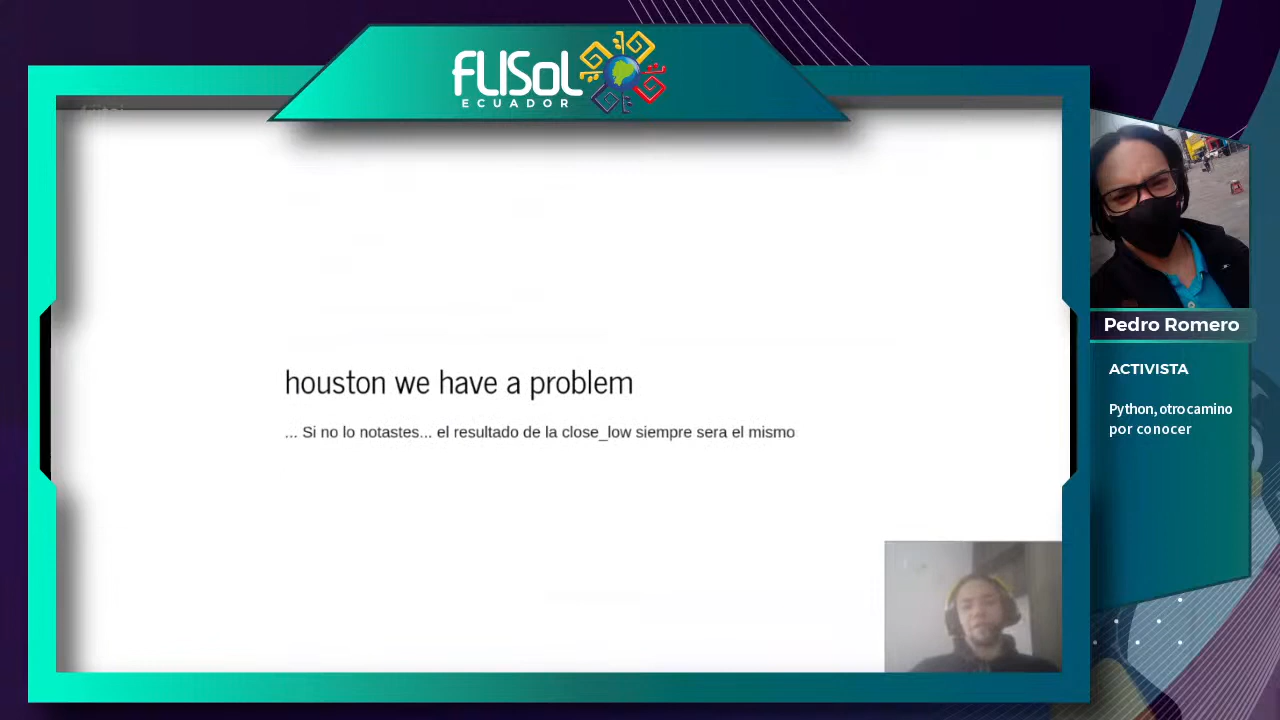 FLISol
ECUADOR
houston we have a problem
... Si no lo notastes... el resultado de la close_low siempre sera el mismo
Pedro Romero
ACTIVISTA
Python, otro camino
por conocer